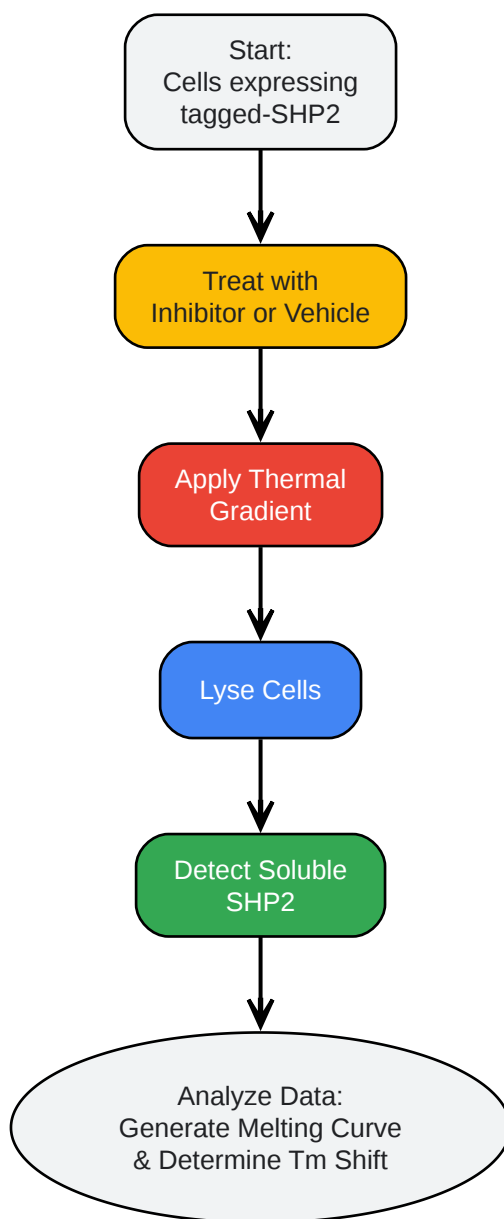 Start:
Cells expressing
tagged-SHP2
Treat with
Inhibitor or Vehicle
Apply Thermal
Gradient
Lyse Cells
Detect Soluble
SHP2
Analyze Data:
Generate Melting Curve
& Determine Tm Shift